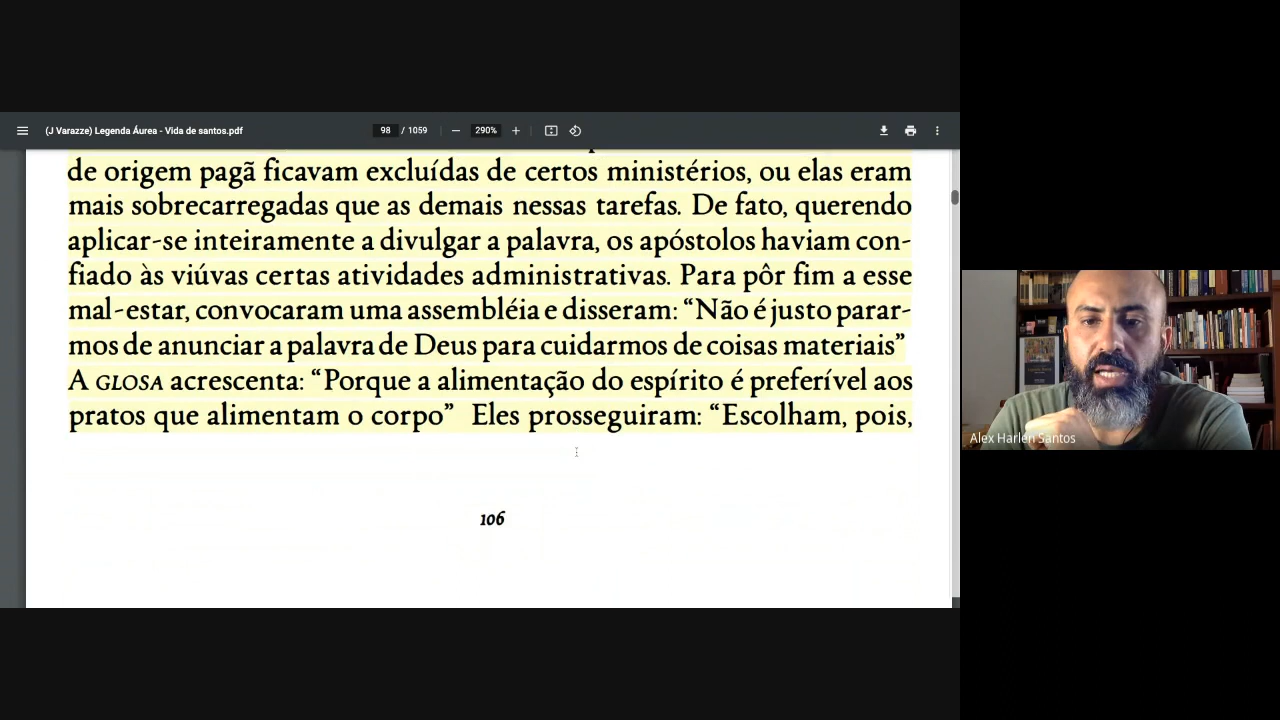 (J Varazze) Legenda Áurea - Vida de santos.pdf
98 / 1059
290%
de origem pagã ficavam excluídas de certos ministérios, ou elas eram
mais sobrecarregadas que as demais nessas tarefas. De fato, querendo
aplicar-se inteiramente a divulgar a palavra, os apóstolos haviam con-
fiado às viúvas certas atividades administrativas. Para pôr fim a esse
mal-estar, convocaram uma assembléia e disseram: “Não é justo parar-
mos de anunciar a palavra de Deus para cuidarmos de coisas materiais”
A GLOSA acrescenta: “Porque a alimentação do espírito é preferível aos
pratos que alimentam o corpo” Eles prosseguiram: “Escolham, pois,
106
Alex Harlen Santos